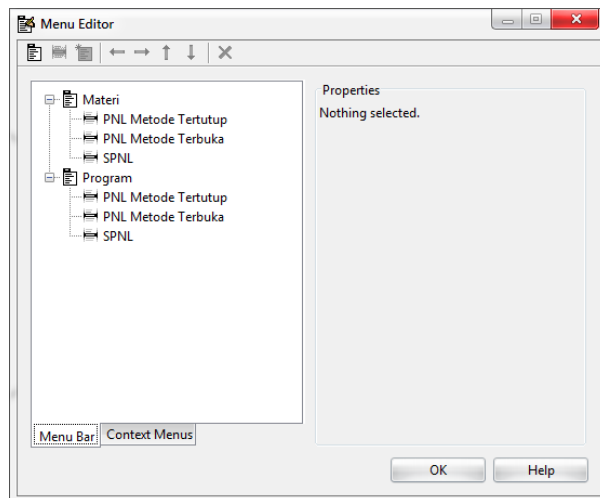 Menu Editor
Materi
PNL Metode Tertutup
PNL Metode Terbuka
SPNL
Program
PNL Metode Tertutup
PNL Metode Terbuka
SPNL
Properties
Nothing selected.
Menu Bar
Context Menus
OK
Help